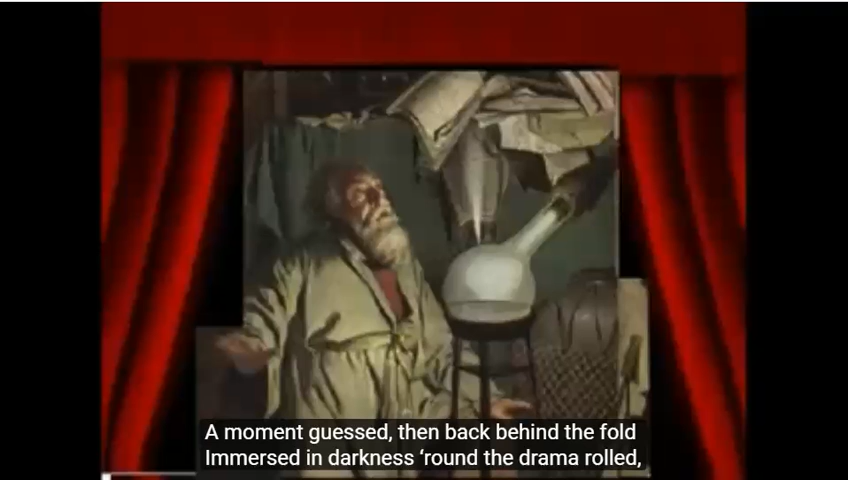 A moment guessed, then back behind the fold
Immersed in darkness ‘round the drama rolled,